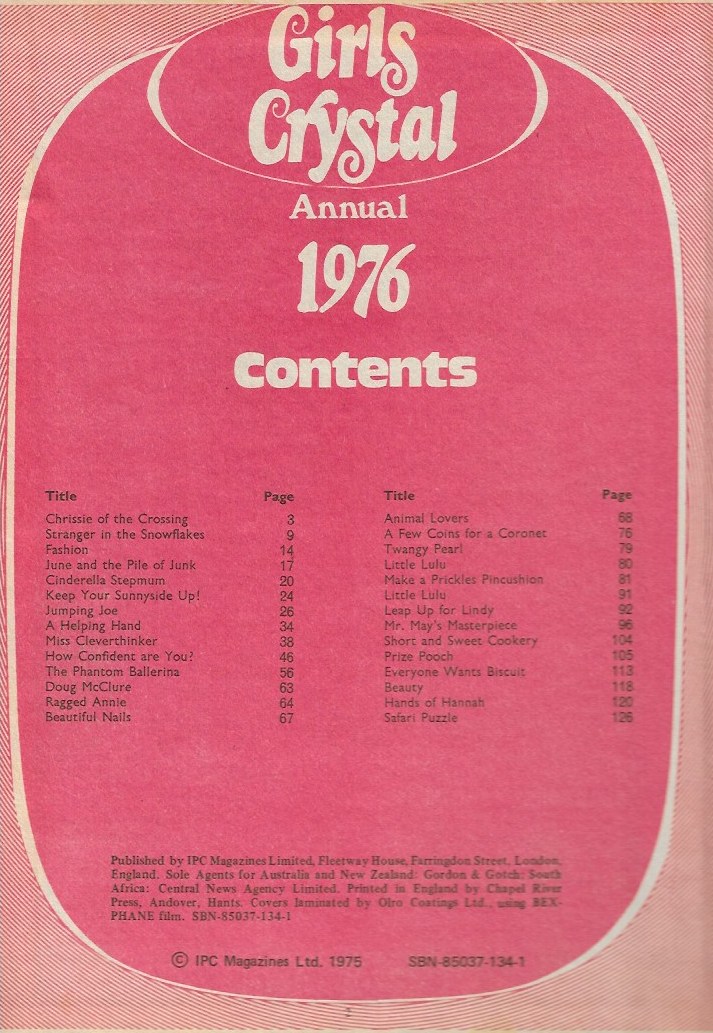 Girls
Crystal
Annual
1976
Contents
Title Page
Chrissie of the Crossing 3
Stranger in the Snowflakes 9
Fashion 14
June and the Pile of Junk 17
Cinderella Stepmum 20
Keep Your Sunnyside Up! 24
Jumping Joe 26
A Helping Hand 34
Miss Cleverthinker 38
How Confident are You? 46
The Phantom Ballerina 56
Doug McClure 63
Ragged Annie 64
Beautiful Nails 67
Title Page
Animal Lovers 68
A Few Coins for a Coronet 76
Twangy Pearl 79
Little Lulu 80
Make a Prickles Pincushion 81
Little Lulu 91
Leap Up for Lindy 92
Mr. May's Masterpiece 96
Short and Sweet Cookery 104
Prize Pooch 105
Everyone Wants Biscuit 113
Beauty 118
Hands of Hannah 120
Safari Puzzle 126
Published by IPC Magazines Limited, Fleetway House, Farringdon Street, London,
England. Sole Agents for Australia and New Zealand: Gordon & Gotch; South
Africa: Central News Agency Limited. Printed in England by Chapel River
Press, Andover, Hants. Covers laminated by Olro Coatings Ltd., using BEX-
PHANE film. SBN-85037-134-1
© IPC Magazines Ltd. 1975 SBN-85037-134-1
2